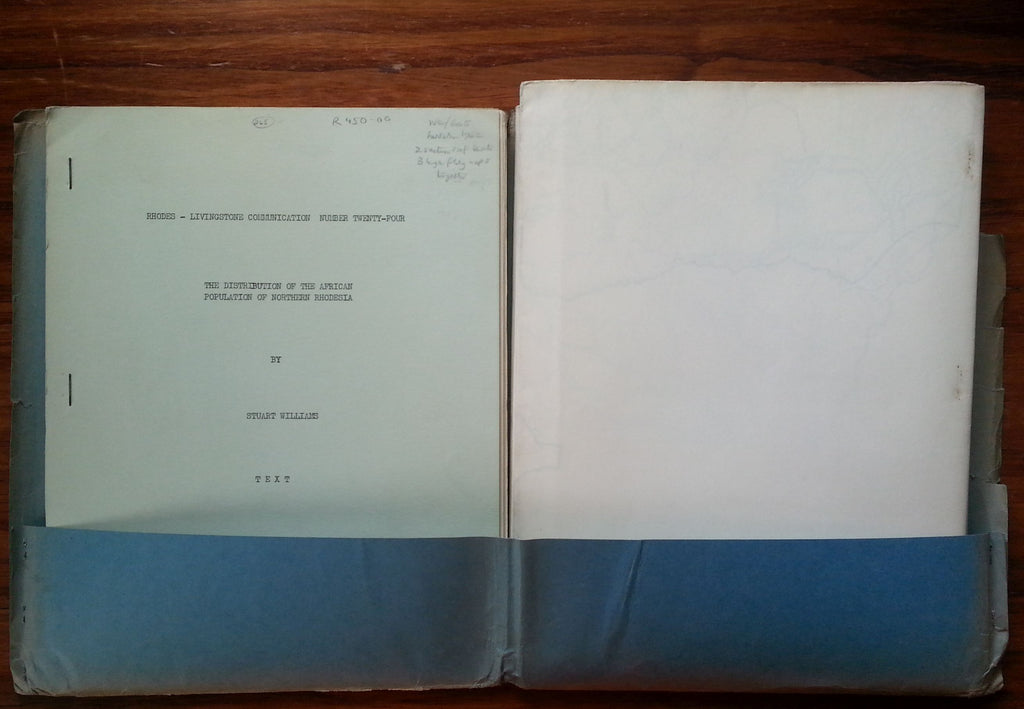 R 450-00
RHODES - LIVINGSTONE COMMUNICATION NUMBER TWENTY-FOUR
THE DISTRIBUTION OF THE AFRICAN
POPULATION OF NORTHERN RHODESIA
BY
STUART WILLIAMS
T E X T